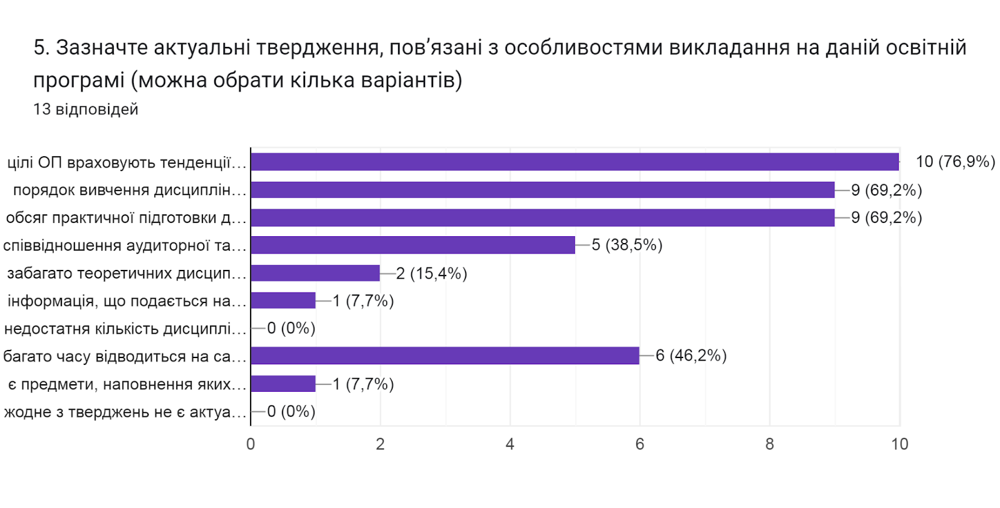 5. Зазначте актуальні твердження, пов’язані з особливостями викладання на даній освітній
програмі (можна обрати кілька варіантів)
13 відповідей
цілі ОП враховують тенденції… 10 (76,9%)
порядок вивчення дисциплін… 9 (69,2%)
обсяг практичної підготовки д… 9 (69,2%)
співвідношення аудиторної та… 5 (38,5%)
забагато теоретичних дисцип… 2 (15,4%)
інформація, що подається на… 1 (7,7%)
недостатня кількість дисциплі… 0 (0%)
багато часу відводиться на са… 6 (46,2%)
є предмети, наповнення яких… 1 (7,7%)
жодне з тверджень не є актуа… 0 (0%)
0 2 4 6 8 10